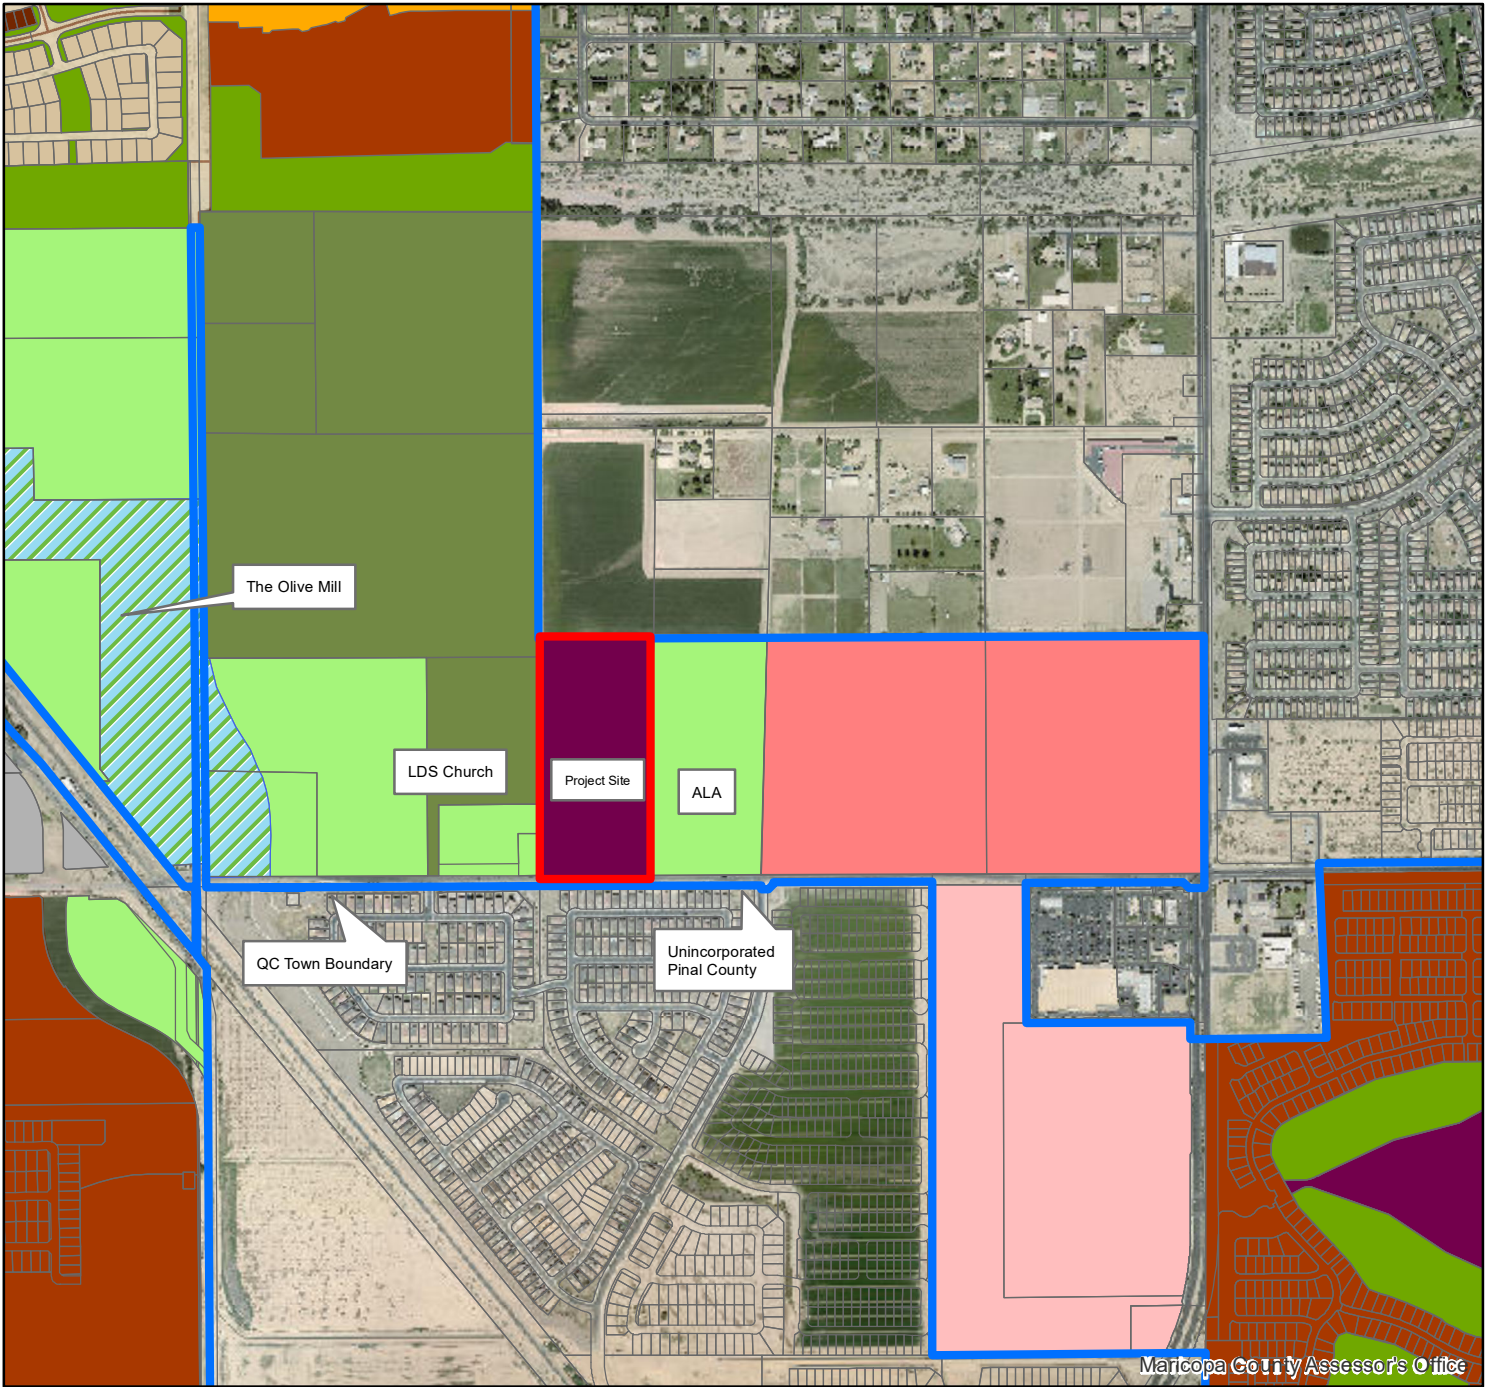 The Olive Mill
LDS Church
Project Site
ALA
QC Town Boundary
Unincorporated
Pinal County
Maricopa County Assessor's Office